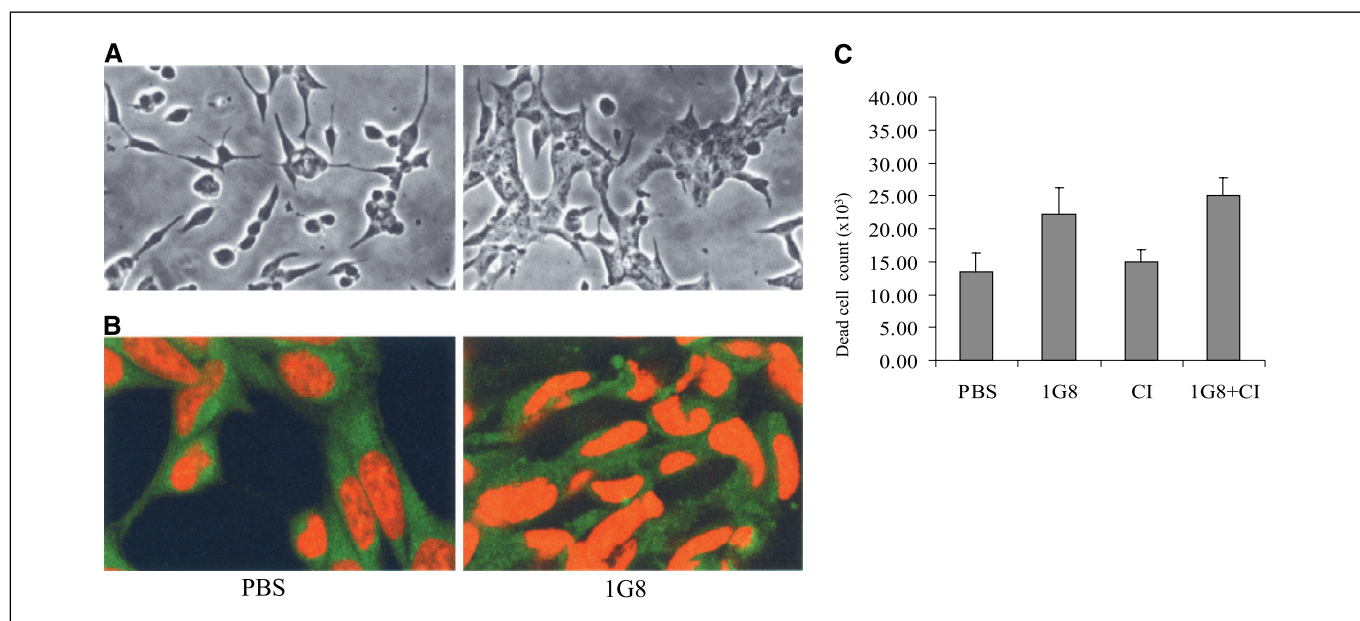 A
B
PBS
1G8
C
Dead cell count (x10³)
40.00
35.00
30.00
25.00
20.00
15.00
10.00
5.00
0.00
PBS 1G8 CI 1G8+CI